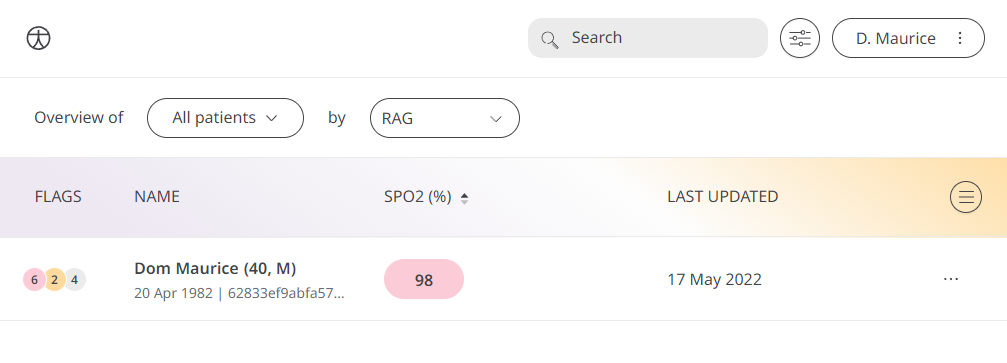 Search
D. Maurice
Overview of All patients by RAG
FLAGS NAME SPO2 (%) LAST UPDATED
6 2 4 Dom Maurice (40, M) 98 17 May 2022 ...
20 Apr 1982 | 62833ef9abfa57...